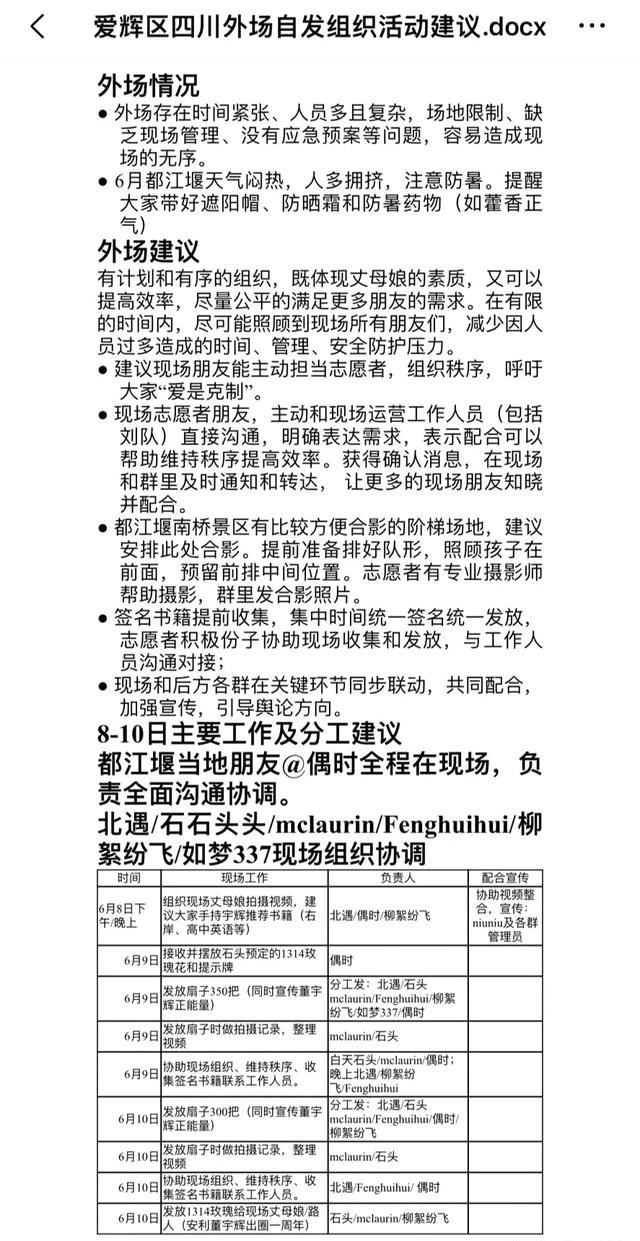 爱辉区四川外场自发组织活动建议.docx
外场情况
● 外场存在时间紧张、人员多且复杂，场地限制、缺
乏现场管理、没有应急预案等问题，容易造成现
场的无序。
● 6月都江堰天气闷热，人多拥挤，注意防暑。提醒
大家带好遮阳帽、防晒霜和防暑药物（如藿香正
气）
外场建议
有计划和有序的组织，既体现丈母娘的素质，又可以
提高效率，尽量公平的满足更多朋友的需求。在有限
的时间内，尽可能照顾到现场所有朋友们，减少因人
员过多造成的时间、管理、安全防护压力。
● 建议现场朋友能主动担当志愿者，组织秩序，呼吁
大家“爱是克制”。
● 现场志愿者朋友，主动和现场运营工作人员（包括
刘队）直接沟通，明确表达需求，表示配合可以
帮助维持秩序提高效率。获得确认消息，在现场
和群里及时通知和转达， 让更多的现场朋友知晓
并配合。
● 都江堰南桥景区有比较方便合影的阶梯场地，建议
安排此处合影。提前准备排好队形，照顾孩子在
前面，预留前排中间位置。志愿者有专业摄影师
帮助摄影，群里发合影照片。
● 签名书籍提前收集，集中时间统一签名统一发放，
志愿者积极份子协助现场收集和发放，与工作人
员沟通对接；
● 现场和后方各群在关键环节同步联动，共同配合，
加强宣传，引导舆论方向。
8-10日主要工作及分工建议
都江堰当地朋友@偶时全程在现场，负
责全面沟通协调。
北遇/石石头头/mclaurin/Fenghuihui/柳
絮纷飞/如梦337现场组织协调
时间 现场工作 负责人 配合宣传
6月8日下
午/晚上
组织现场丈母娘拍摄视频，建
议大家手持宇辉推荐书籍（右
岸、高中英语等）
北遇/偶时/柳絮纷飞
协助视频整
合，宣传：
niuniu及各群
管理员
6月9日
接收并摆放石头预定的1314玫
瑰花和提示牌
偶时
6月9日
发放扇子350把（同时宣传董宇
辉正能量）
分工发：北遇/石头
mclaurin/Fenghuihui/柳絮
纷飞/如梦337/偶时
6月9日
发放扇子时做拍摄记录，整理
视频
mclaurin/石头
6月9日
协助现场组织、维持秩序、收
集签名书籍联系工作人员。
白天石头/mclaurin/偶时；
晚上北遇/柳絮纷
飞/Fenghuihui
6月10日
发放扇子300把（同时宣传董宇
辉正能量）
分工发：北遇/石头
mclaurin/Fenghuihui/偶时/
柳絮纷飞
6月10日
发放扇子时做拍摄记录，整理
视频
mclaurin/石头
6月10日
协助现场组织、维持秩序、收
集签名书籍联系工作人员。
北遇/Fenghuihui/ 偶时
6月10日
发放1314玫瑰给现场丈母娘/路
人（安利董宇辉出圈一周年）
石头/mclaurin/柳絮纷飞